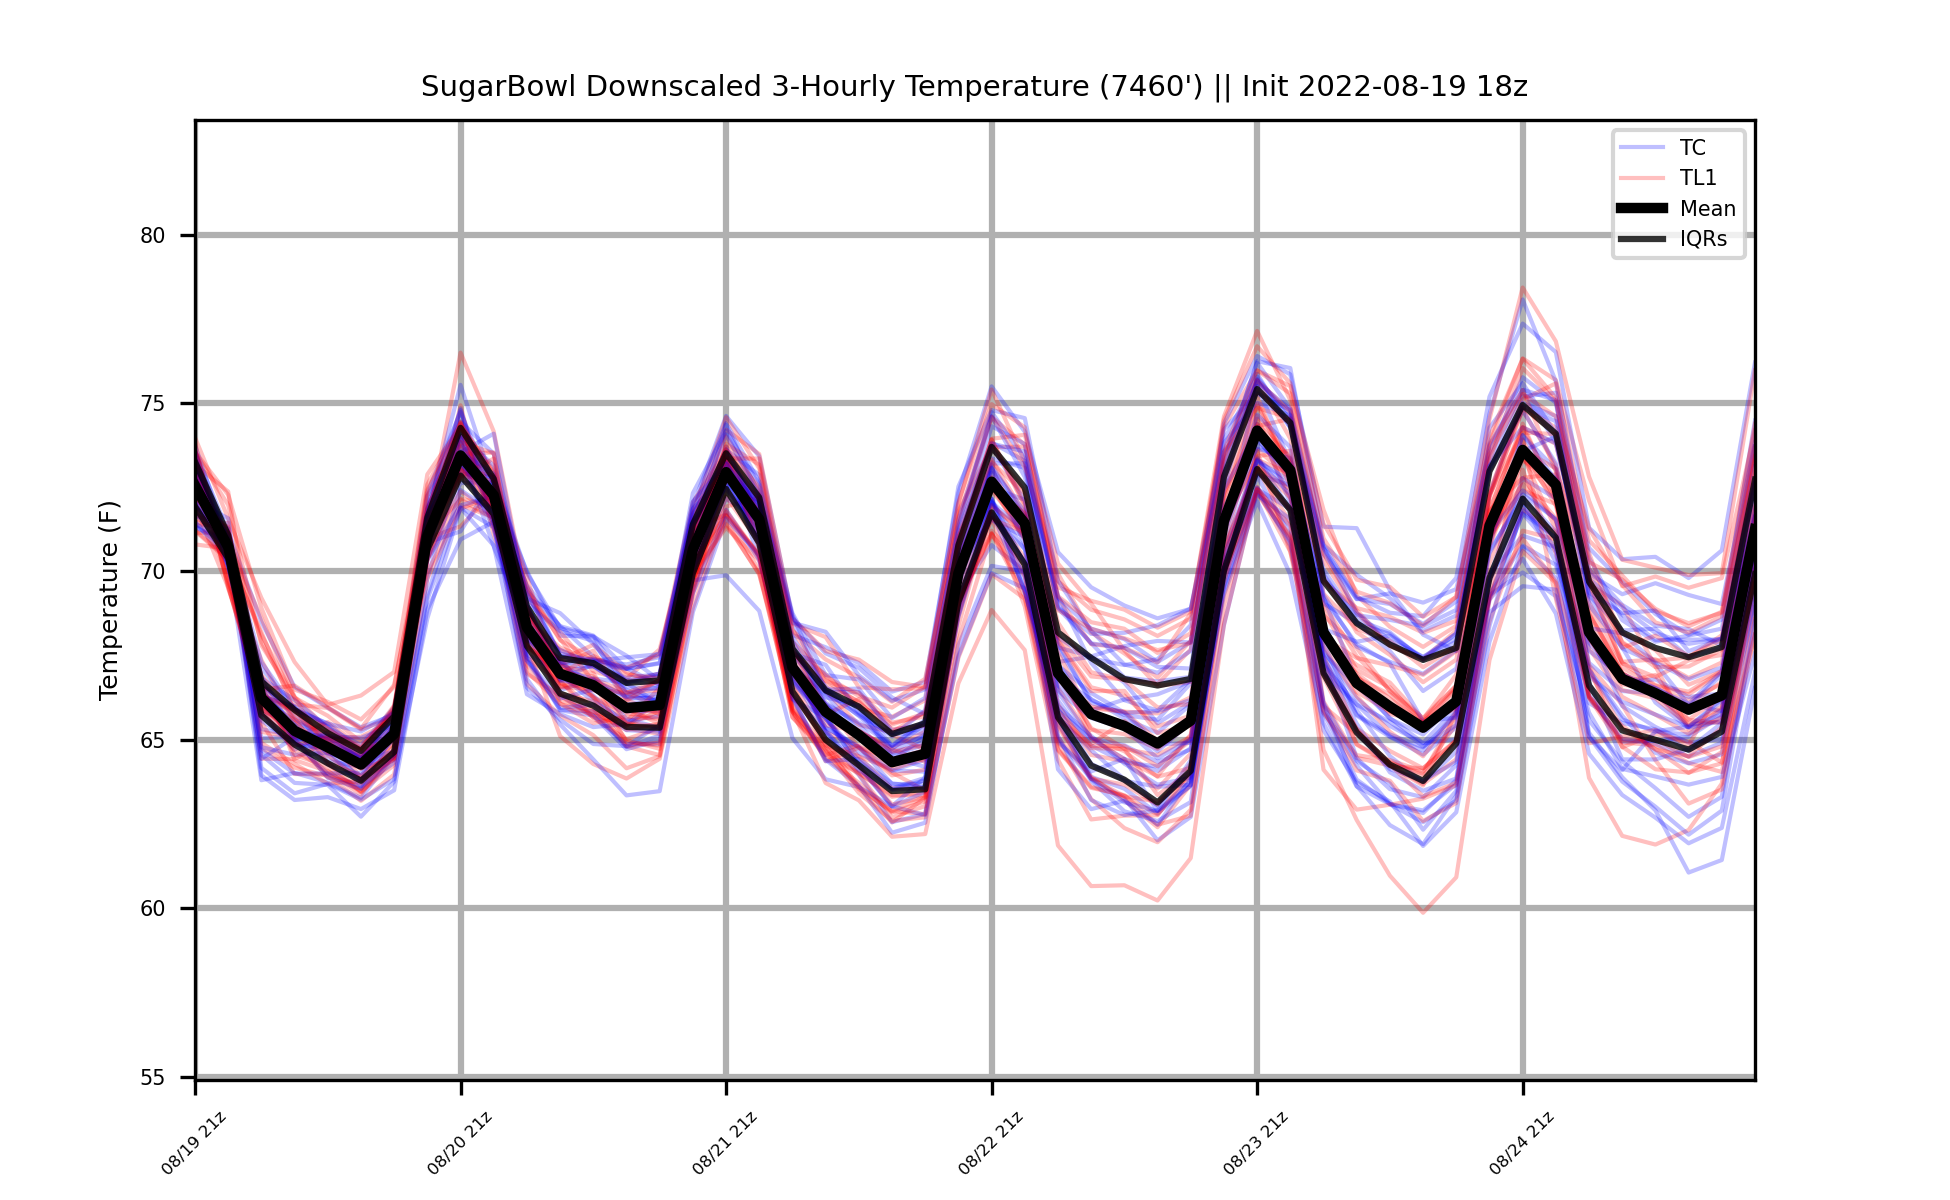 SugarBowl Downscaled 3-Hourly Temperature (7460') || Init 2022-08-19 18z
TC
TL1
Mean
IQRs
Temperature (F)
80
75
70
65
60
55
08/19 21z
08/20 21z
08/21 21z
08/22 21z
08/23 21z
08/24 21z